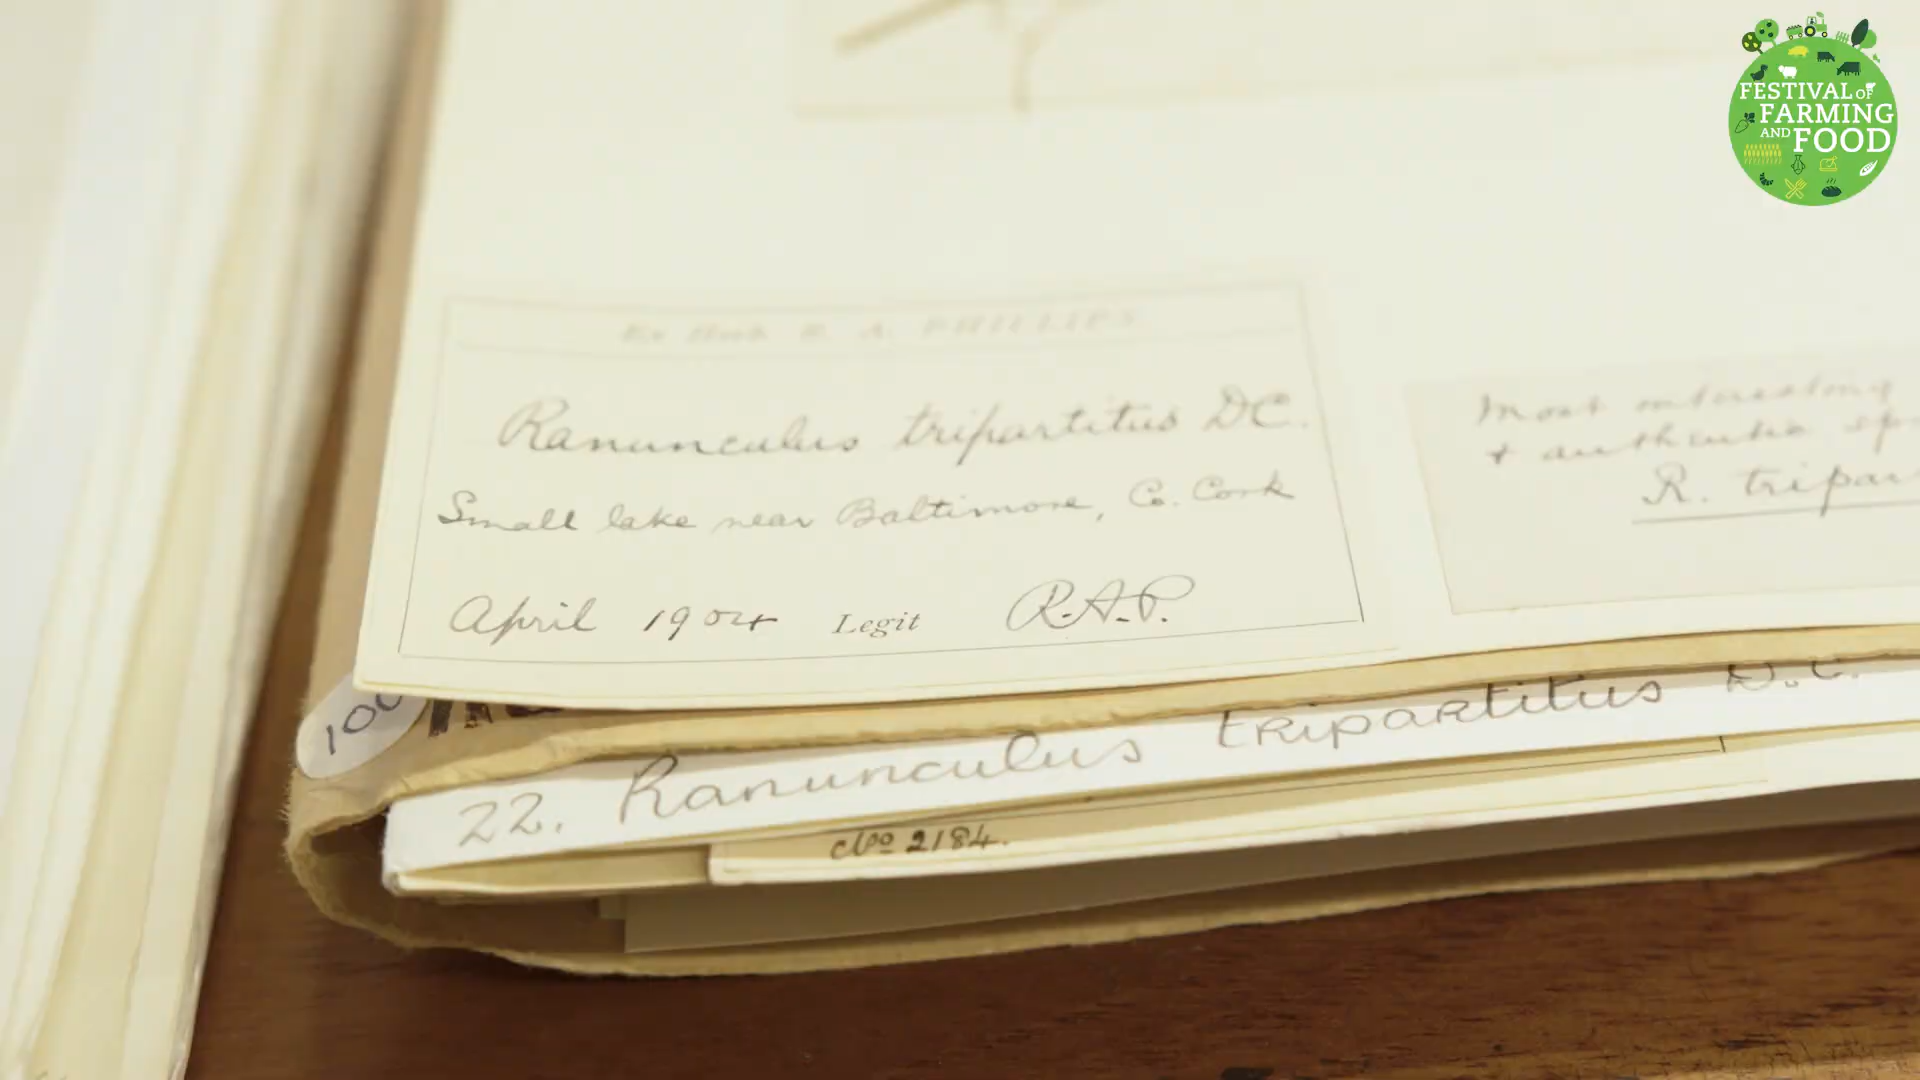 FESTIVAL OF
FARMING
AND FOOD
Ex Herb. R. A. PHILLIPS
Ranunculus tripartitus DC.
Small lake near Baltimore, Co. Cork
April 1904 Legit R.A.P.
Most interesting
+ authentic
R. tripar
22. Ranunculus tripartitus D.C.
No 2184.